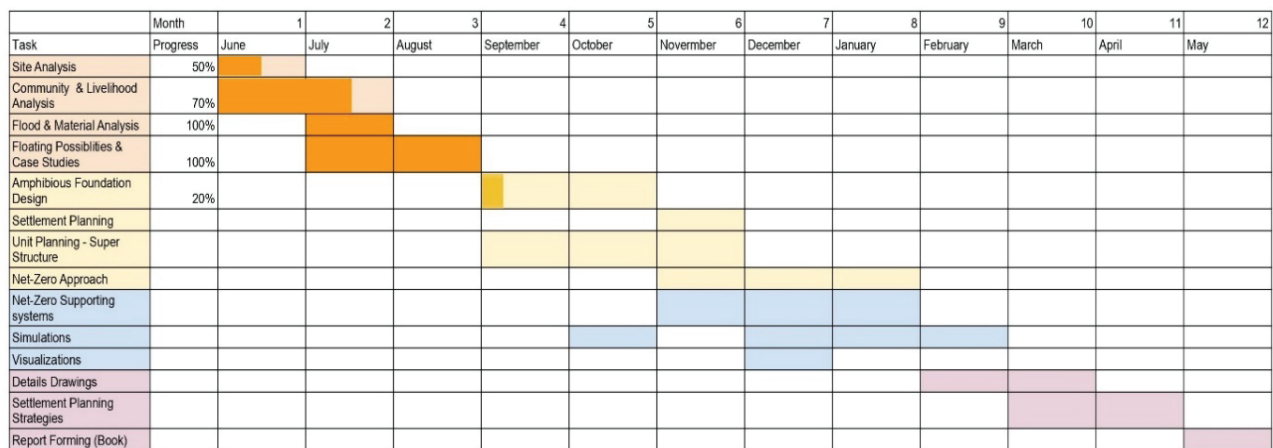 Month 1 2 3 4 5 6 7 8 9 10 11 12
Task Progress June July August September October Novermber December January February March April May
Site Analysis 50%
Community & Livelihood
Analysis 70%
Flood & Material Analysis 100%
Floating Possiblities &
Case Studies 100%
Amphibious Foundation
Design 20%
Settlement Planning
Unit Planning - Super
Structure
Net-Zero Approach
Net-Zero Supporting
systems
Simulations
Visualizations
Details Drawings
Settlement Planning
Strategies
Report Forming (Book)